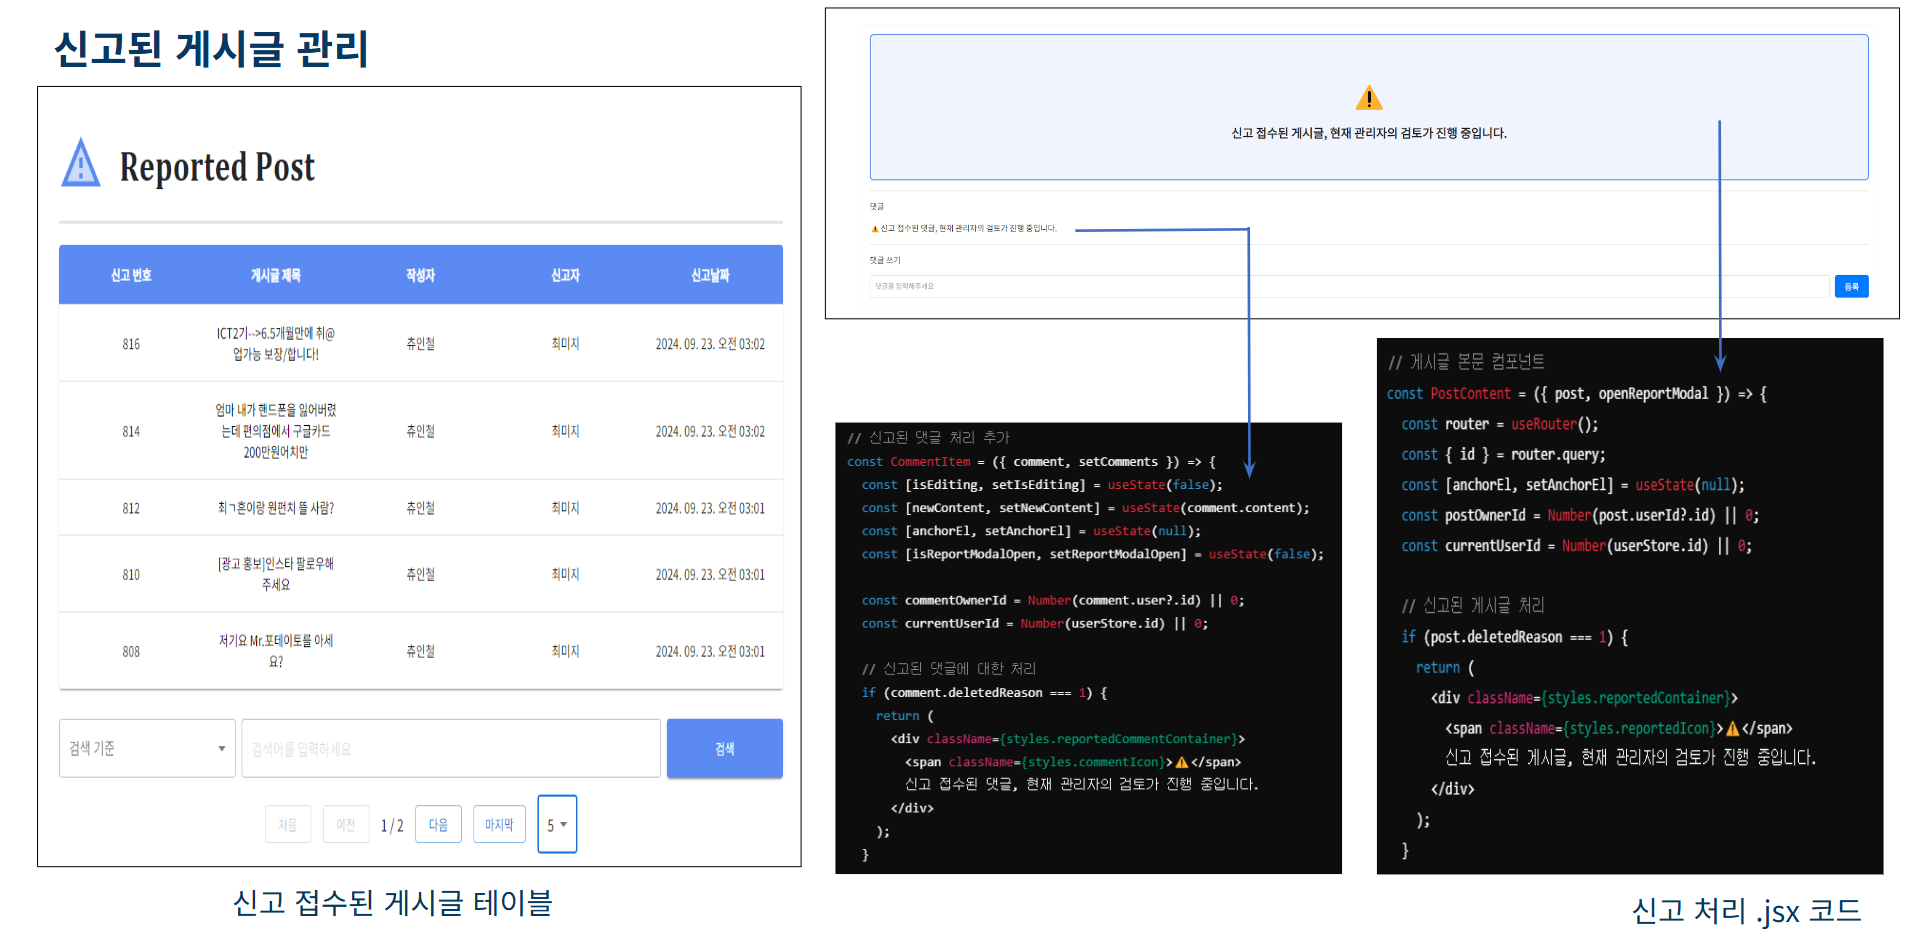 신고된 게시글 관리
Reported Post
신고 번호 게시글 제목 작성자 신고자 신고날짜
816 ICT2기-->6.5개월만에 취@ 츄인철 최미지 2024. 09. 23. 오전 03:02
업가능 보장/합니다!
814 엄마 내가 핸드폰을 잃어버렸 츄인철 최미지 2024. 09. 23. 오전 03:02
는데 편의점에서 구글카드
200만원어치만
812 최ㄱ훈이랑 원펀치 뜰 사람? 츄인철 최미지 2024. 09. 23. 오전 03:01
810 [광고 홍보]인스타 팔로우해 츄인철 최미지 2024. 09. 23. 오전 03:01
주세요
808 저기요 Mr.포테이토를 아세 츄인철 최미지 2024. 09. 23. 오전 03:01
요?
검색 기준 검색어를 입력하세요 검색
처음 이전 1 / 2 다음 마지막 5
신고 접수된 게시글 테이블
신고 접수된 게시글, 현재 관리자의 검토가 진행 중입니다.
댓글
⚠️신고 접수된 댓글, 현재 관리자의 검토가 진행 중입니다.
댓글 쓰기
댓글을 입력해주세요 등록
// 신고된 댓글 처리 추가
const CommentItem = ({ comment, setComments }) => {
const [isEditing, setIsEditing] = useState(false);
const [newContent, setNewContent] = useState(comment.content);
const [anchorEl, setAnchorEl] = useState(null);
const [isReportModalOpen, setReportModalOpen] = useState(false);
const commentOwnerId = Number(comment.user?.id) || 0;
const currentUserId = Number(userStore.id) || 0;
// 신고된 댓글에 대한 처리
if (comment.deletedReason === 1) {
return (
<div className={styles.reportedCommentContainer}>
<span className={styles.commentIcon}>⚠️</span>
신고 접수된 댓글, 현재 관리자의 검토가 진행 중입니다.
</div>
);
}
// 게시글 본문 컴포넌트
const PostContent = ({ post, openReportModal }) => {
const router = useRouter();
const { id } = router.query;
const [anchorEl, setAnchorEl] = useState(null);
const postOwnerId = Number(post.userId?.id) || 0;
const currentUserId = Number(userStore.id) || 0;
// 신고된 게시글 처리
if (post.deletedReason === 1) {
return (
<div className={styles.reportedContainer}>
<span className={styles.reportedIcon}>⚠️</span>
신고 접수된 게시글, 현재 관리자의 검토가 진행 중입니다.
</div>
);
}
신고 처리 .jsx 코드